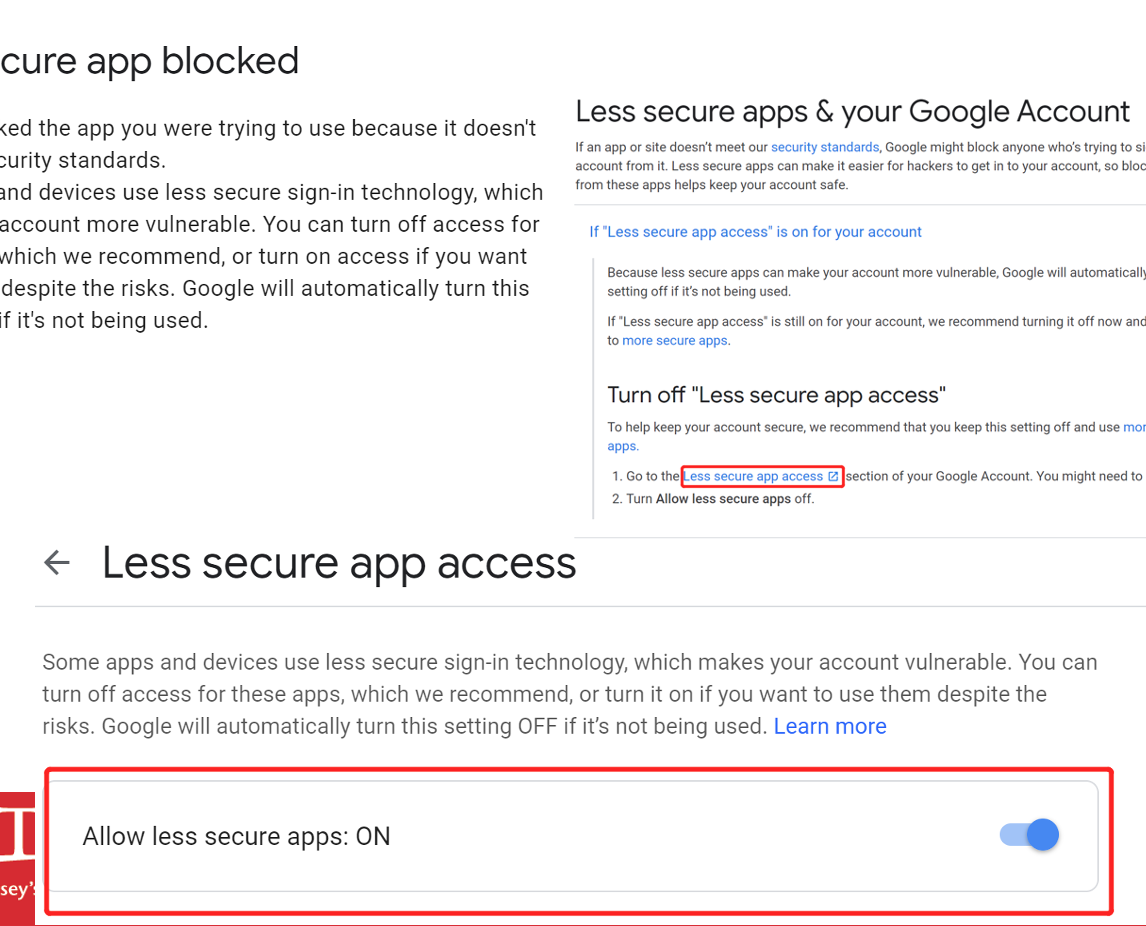 cure app blocked
ked the app you were trying to use because it doesn't
curity standards.
and devices use less secure sign-in technology, which
account more vulnerable. You can turn off access for
which we recommend, or turn on access if you want
despite the risks. Google will automatically turn this
if it's not being used.
Less secure apps & your Google Account
If an app or site doesn't meet our security standards, Google might block anyone who's trying to si
account from it. Less secure apps can make it easier for hackers to get in to your account, so bloc
from these apps helps keep your account safe.
If "Less secure app access" is on for your account
Because less secure apps can make your account more vulnerable, Google will automatically
setting off if it's not being used.
If "Less secure app access" is still on for your account, we recommend turning it off now and
to more secure apps.
Turn off "Less secure app access"
To help keep your account secure, we recommend that you keep this setting off and use mor
apps.
1. Go to the Less secure app access section of your Google Account. You might need to
2. Turn Allow less secure apps off.
Less secure app access
Some apps and devices use less secure sign-in technology, which makes your account vulnerable. You can
turn off access for these apps, which we recommend, or turn it on if you want to use them despite the
risks. Google will automatically turn this setting OFF if it's not being used. Learn more
Allow less secure apps: ON
sey's